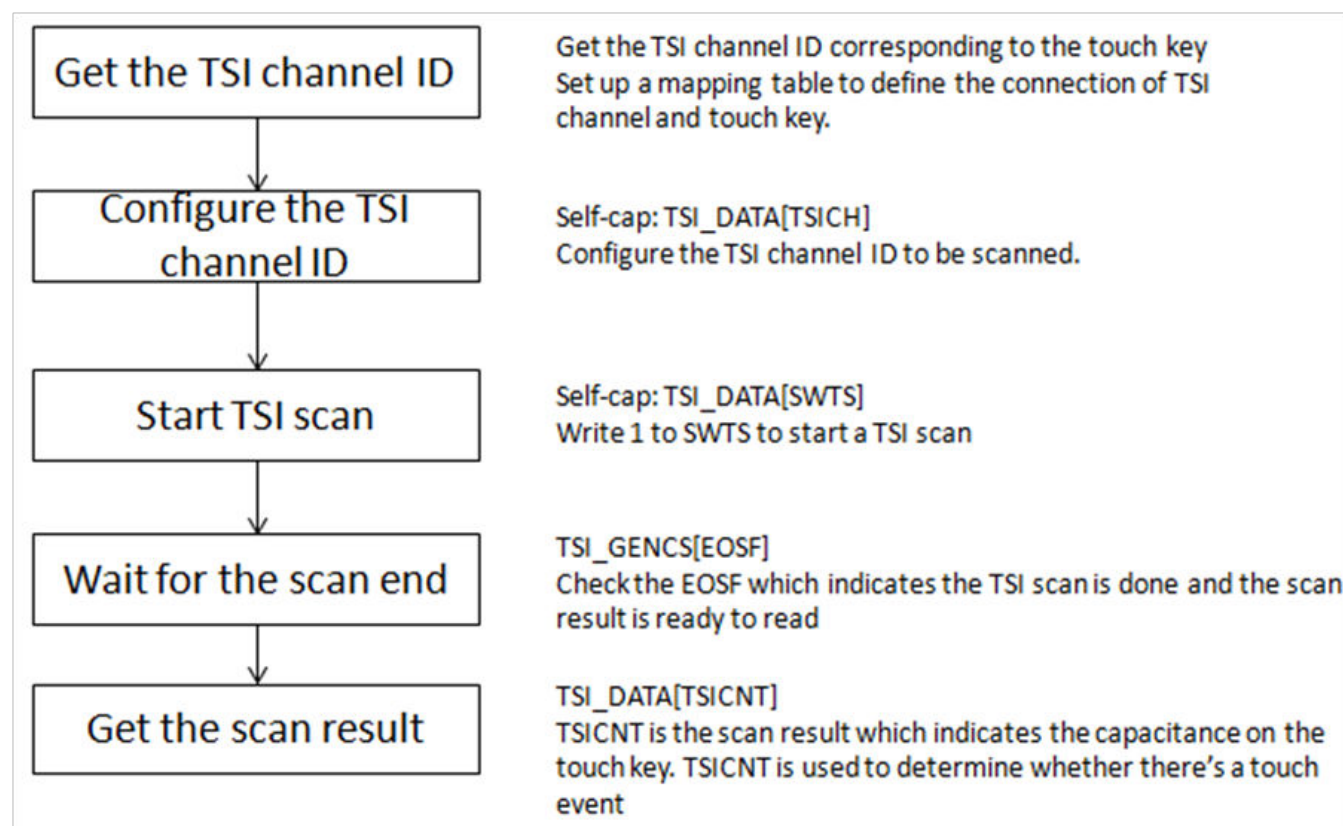 Get the TSI channel ID
Get the TSI channel ID corresponding to the touch key
Set up a mapping table to define the connection of TSI
channel and touch key.
Configure the TSI
channel ID
Self-cap: TSI_DATA[TSICH]
Configure the TSI channel ID to be scanned.
Start TSI scan
Self-cap: TSI_DATA[SWTS]
Write 1 to SWTS to start a TSI scan
Wait for the scan end
TSI_GENCS[EOSF]
Check the EOSF which indicates the TSI scan is done and the scan
result is ready to read
Get the scan result
TSI_DATA[TSICNT]
TSICNT is the scan result which indicates the capacitance on the
touch key. TSICNT is used to determine whether there's a touch
event